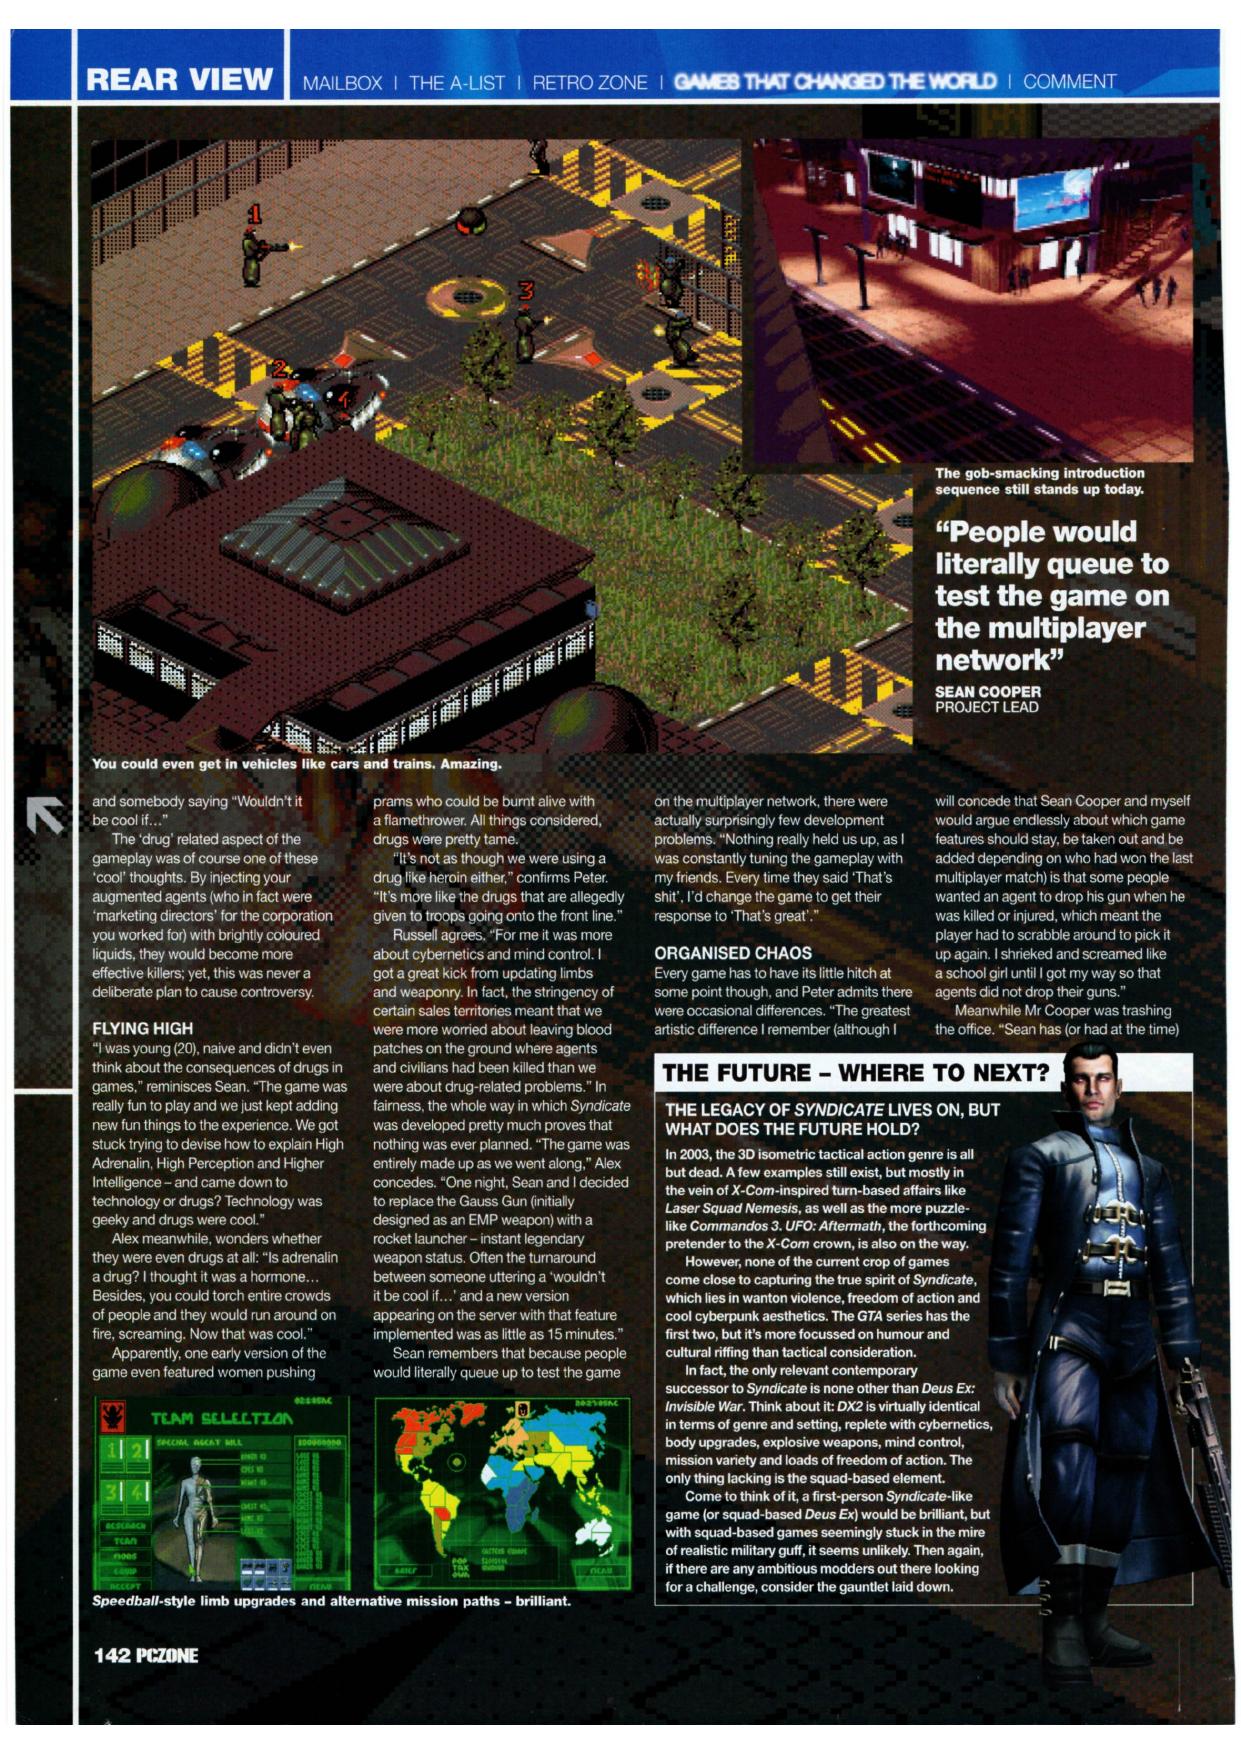 REAR VIEW
MAILBOX | THE A-LIST | RETRO ZONE | GAMES THAT CHANGED THE WORLD | COMMENT
1
3
2
4
The gob-smacking introduction
sequence still stands up today.
“People would
literally queue to
test the game on
the multiplayer
network”
SEAN COOPER
PROJECT LEAD
You could even get in vehicles like cars and trains. Amazing.
and somebody saying “Wouldn’t it
be cool if…”
The ‘drug’ related aspect of the
gameplay was of course one of these
‘cool’ thoughts. By injecting your
augmented agents (who in fact were
‘marketing directors’ for the corporation
you worked for) with brightly coloured
liquids, they would become more
effective killers; yet, this was never a
deliberate plan to cause controversy.
FLYING HIGH
“I was young (20), naive and didn’t even
think about the consequences of drugs in
games,” reminisces Sean. “The game was
really fun to play and we just kept adding
new fun things to the experience. We got
stuck trying to devise how to explain High
Adrenalin, High Perception and Higher
Intelligence – and came down to
technology or drugs? Technology was
geeky and drugs were cool.”
Alex meanwhile, wonders whether
they were even drugs at all: “Is adrenalin
a drug? I thought it was a hormone…
Besides, you could torch entire crowds
of people and they would run around on
fire, screaming. Now that was cool.”
Apparently, one early version of the
game even featured women pushing
prams who could be burnt alive with
a flamethrower. All things considered,
drugs were pretty tame.
“It’s not as though we were using a
drug like heroin either,” confirms Peter.
“It’s more like the drugs that are allegedly
given to troops going onto the front line.”
Russell agrees. “For me it was more
about cybernetics and mind control. I
got a great kick from updating limbs
and weaponry. In fact, the stringency of
certain sales territories meant that we
were more worried about leaving blood
patches on the ground where agents
and civilians had been killed than we
were about drug-related problems.” In
fairness, the whole way in which Syndicate
was developed pretty much proves that
nothing was ever planned. “The game was
entirely made up as we went along,” Alex
concedes. “One night, Sean and I decided
to replace the Gauss Gun (initially
designed as an EMP weapon) with a
rocket launcher – instant legendary
weapon status. Often the turnaround
between someone uttering a ‘wouldn’t
it be cool if…’ and a new version
appearing on the server with that feature
implemented was as little as 15 minutes.”
Sean remembers that because people
would literally queue up to test the game
on the multiplayer network, there were
actually surprisingly few development
problems. “Nothing really held us up, as I
was constantly tuning the gameplay with
my friends. Every time they said ‘That’s
shit’, I’d change the game to get their
response to ‘That’s great’.”
ORGANISED CHAOS
Every game has to have its little hitch at
some point though, and Peter admits there
were occasional differences. “The greatest
artistic difference I remember (although I
will concede that Sean Cooper and myself
would argue endlessly about which game
features should stay, be taken out and be
added depending on who had won the last
multiplayer match) is that some people
wanted an agent to drop his gun when he
was killed or injured, which meant the
player had to scrabble around to pick it
up again. I shrieked and screamed like
a school girl until I got my way so that
agents did not drop their guns.”
Meanwhile Mr Cooper was trashing
the office. “Sean has (or had at the time)
THE FUTURE – WHERE TO NEXT?
THE LEGACY OF SYNDICATE LIVES ON, BUT
WHAT DOES THE FUTURE HOLD?
In 2003, the 3D isometric tactical action genre is all
but dead. A few examples still exist, but mostly in
the vein of X-Com-inspired turn-based affairs like
Laser Squad Nemesis, as well as the more puzzle-
like Commandos 3. UFO: Aftermath, the forthcoming
pretender to the X-Com crown, is also on the way.
However, none of the current crop of games
come close to capturing the true spirit of Syndicate,
which lies in wanton violence, freedom of action and
cool cyberpunk aesthetics. The GTA series has the
first two, but it’s more focussed on humour and
cultural riffing than tactical consideration.
In fact, the only relevant contemporary
successor to Syndicate is none other than Deus Ex:
Invisible War. Think about it: DX2 is virtually identical
in terms of genre and setting, replete with cybernetics,
body upgrades, explosive weapons, mind control,
mission variety and loads of freedom of action. The
only thing lacking is the squad-based element.
Come to think of it, a first-person Syndicate-like
game (or squad-based Deus Ex) would be brilliant, but
with squad-based games seemingly stuck in the mire
of realistic military guff, it seems unlikely. Then again,
if there are any ambitious modders out there looking
for a challenge, consider the gauntlet laid down.
TEAM SELECTION
SPECIAL AGENT WILL
1 2
3 4
RESEARCH
TEAM
MODS
EQUIP
ACCEPT
MENU
BRIEF
POP
TAX
OWN
MENU
Speedball-style limb upgrades and alternative mission paths – brilliant.
142 PCZONE